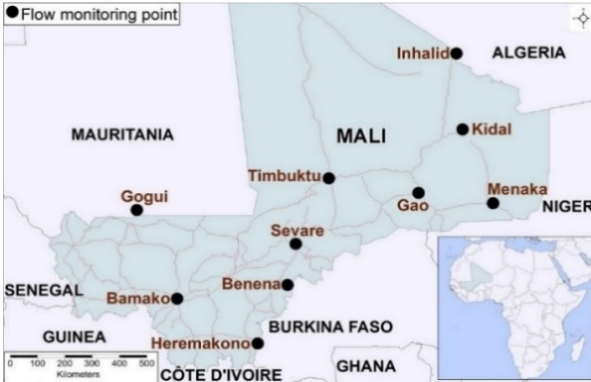 Flow monitoring point
Inhalid
ALGERIA
MAURITANIA
MALI
Kidal
Timbuktu
Gogui
Gao
Menaka
NIGER
Sevare
SENEGAL
Bamako
Benena
GUINEA
Heremakono
BURKINA FASO
GHANA
CÔTE D'IVOIRE
0 100 200 300 400 500
Kilometers